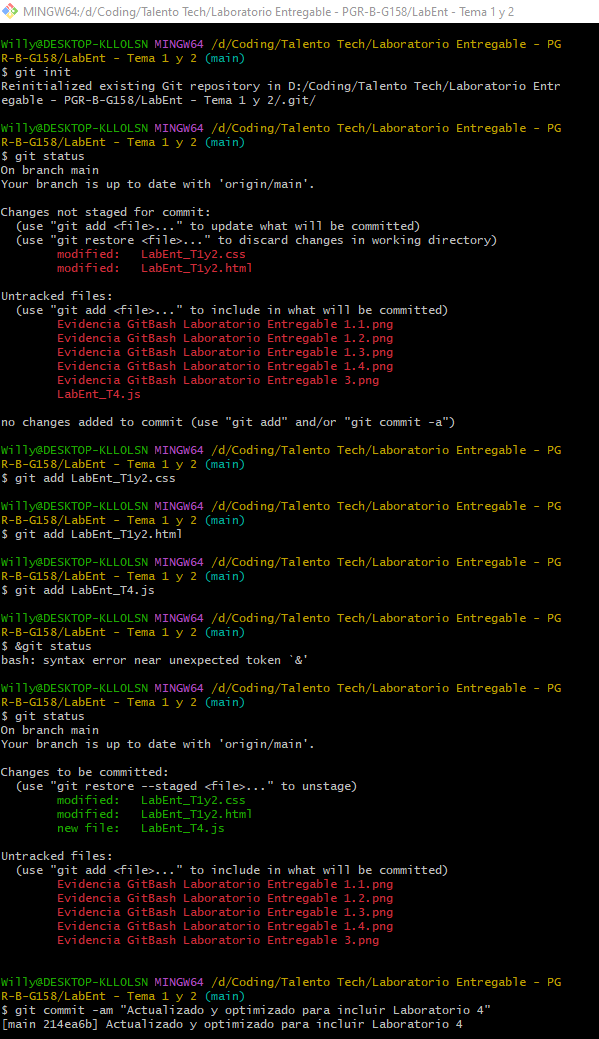 MINGW64:/d/Coding/Talento Tech/Laboratorio Entregable - PGR-B-G158/LabEnt - Tema 1 y 2
Willy@DESKTOP-KLLOLSN MINGW64 /d/Coding/Talento Tech/Laboratorio Entregable - PG
R-B-G158/LabEnt - Tema 1 y 2 (main)
$ git init
Reinitialized existing Git repository in D:/Coding/Talento Tech/Laboratorio Entr
egable - PGR-B-G158/LabEnt - Tema 1 y 2/.git/
Willy@DESKTOP-KLLOLSN MINGW64 /d/Coding/Talento Tech/Laboratorio Entregable - PG
R-B-G158/LabEnt - Tema 1 y 2 (main)
$ git status
On branch main
Your branch is up to date with 'origin/main'.
Changes not staged for commit:
(use "git add <file>..." to update what will be committed)
(use "git restore <file>..." to discard changes in working directory)
modified: LabEnt_T1y2.css
modified: LabEnt_T1y2.html
Untracked files:
(use "git add <file>..." to include in what will be committed)
Evidencia GitBash Laboratorio Entregable 1.1.png
Evidencia GitBash Laboratorio Entregable 1.2.png
Evidencia GitBash Laboratorio Entregable 1.3.png
Evidencia GitBash Laboratorio Entregable 1.4.png
Evidencia GitBash Laboratorio Entregable 3.png
LabEnt_T4.js
no changes added to commit (use "git add" and/or "git commit -a")
Willy@DESKTOP-KLLOLSN MINGW64 /d/Coding/Talento Tech/Laboratorio Entregable - PG
R-B-G158/LabEnt - Tema 1 y 2 (main)
$ git add LabEnt_T1y2.css
Willy@DESKTOP-KLLOLSN MINGW64 /d/Coding/Talento Tech/Laboratorio Entregable - PG
R-B-G158/LabEnt - Tema 1 y 2 (main)
$ git add LabEnt_T1y2.html
Willy@DESKTOP-KLLOLSN MINGW64 /d/Coding/Talento Tech/Laboratorio Entregable - PG
R-B-G158/LabEnt - Tema 1 y 2 (main)
$ git add LabEnt_T4.js
Willy@DESKTOP-KLLOLSN MINGW64 /d/Coding/Talento Tech/Laboratorio Entregable - PG
R-B-G158/LabEnt - Tema 1 y 2 (main)
$ &git status
bash: syntax error near unexpected token `&'
Willy@DESKTOP-KLLOLSN MINGW64 /d/Coding/Talento Tech/Laboratorio Entregable - PG
R-B-G158/LabEnt - Tema 1 y 2 (main)
$ git status
On branch main
Your branch is up to date with 'origin/main'.
Changes to be committed:
(use "git restore --staged <file>..." to unstage)
modified: LabEnt_T1y2.css
modified: LabEnt_T1y2.html
new file: LabEnt_T4.js
Untracked files:
(use "git add <file>..." to include in what will be committed)
Evidencia GitBash Laboratorio Entregable 1.1.png
Evidencia GitBash Laboratorio Entregable 1.2.png
Evidencia GitBash Laboratorio Entregable 1.3.png
Evidencia GitBash Laboratorio Entregable 1.4.png
Evidencia GitBash Laboratorio Entregable 3.png
Willy@DESKTOP-KLLOLSN MINGW64 /d/Coding/Talento Tech/Laboratorio Entregable - PG
R-B-G158/LabEnt - Tema 1 y 2 (main)
$ git commit -am "Actualizado y optimizado para incluir Laboratorio 4"
[main 214ea6b] Actualizado y optimizado para incluir Laboratorio 4